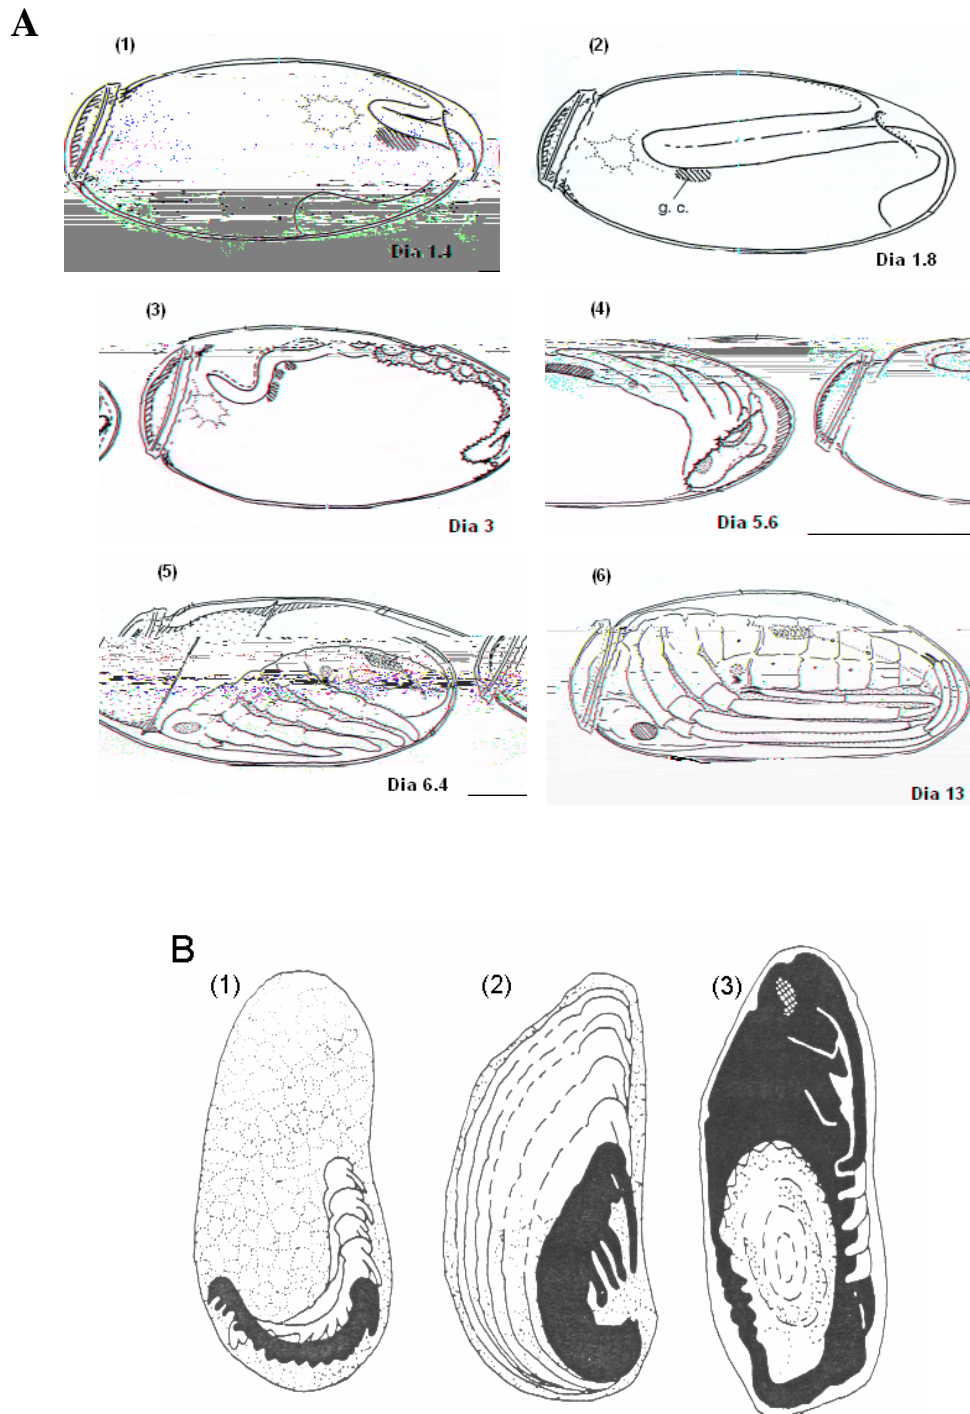 A
(1)
(2)
g. c.
Dia 1.4
Dia 1.8
(3)
(4)
Dia 3
Dia 5.6
(5)
(6)
Dia 6.4
Dia 13
B
(1)
(2)
(3)